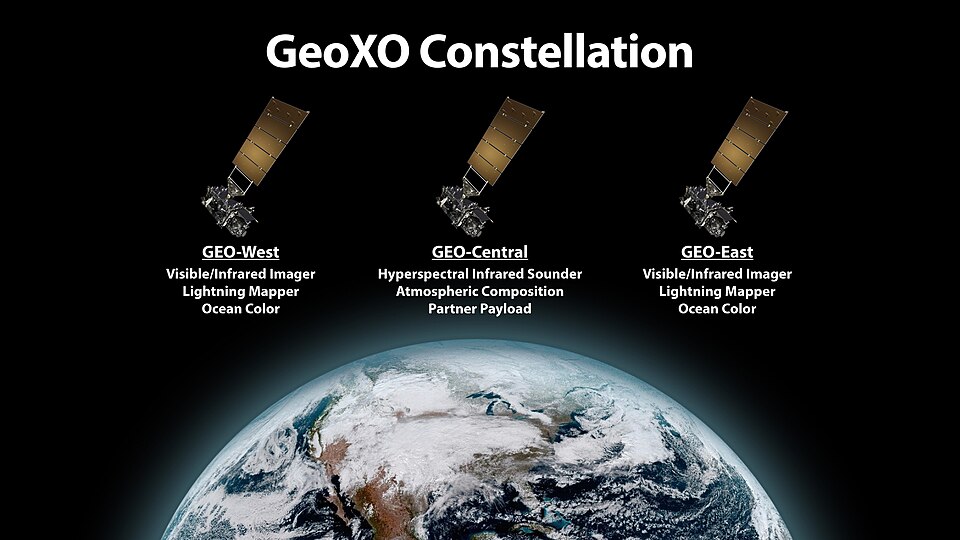 GeoXO Constellation
GEO-West
Visible/Infrared Imager
Lightning Mapper
Ocean Color
GEO-Central
Hyperspectral Infrared Sounder
Atmospheric Composition
Partner Payload
GEO-East
Visible/Infrared Imager
Lightning Mapper
Ocean Color